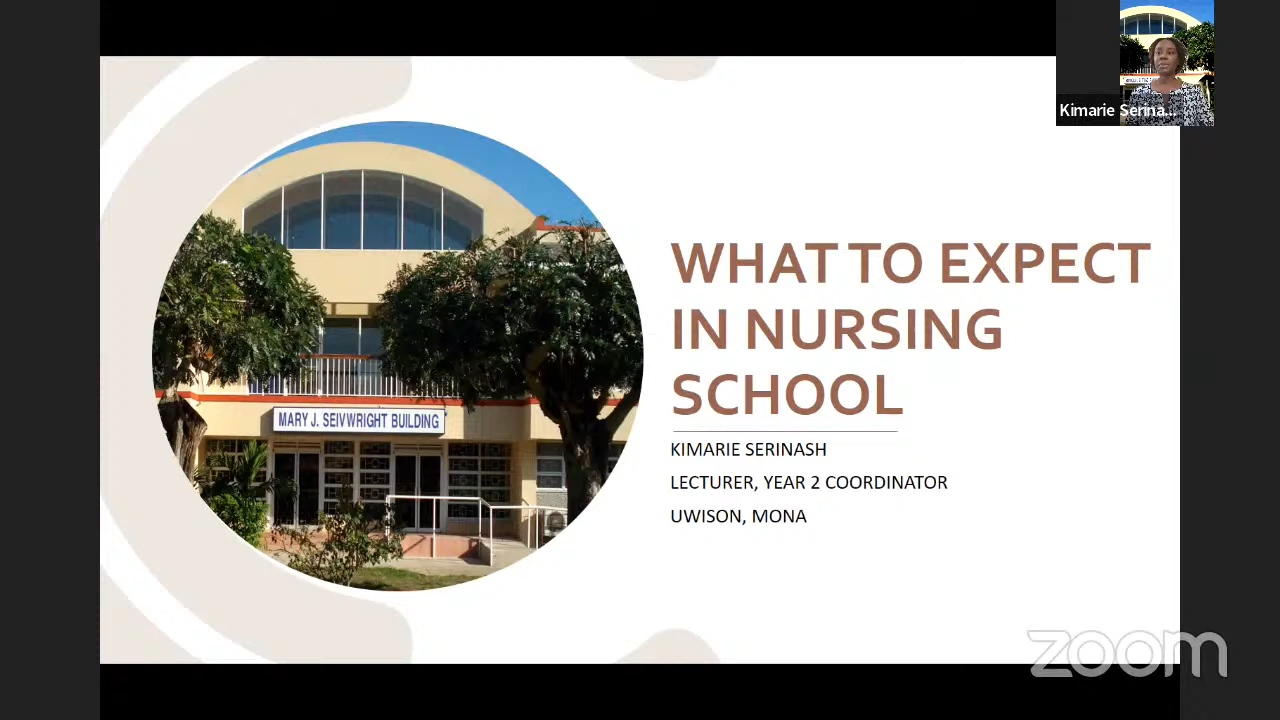 Kimarie Serina...
WHAT TO EXPECT
IN NURSING
SCHOOL
MARY J. SEIVWRIGHT BUILDING
KIMARIE SERINASH
LECTURER, YEAR 2 COORDINATOR
UWISON, MONA
zoom